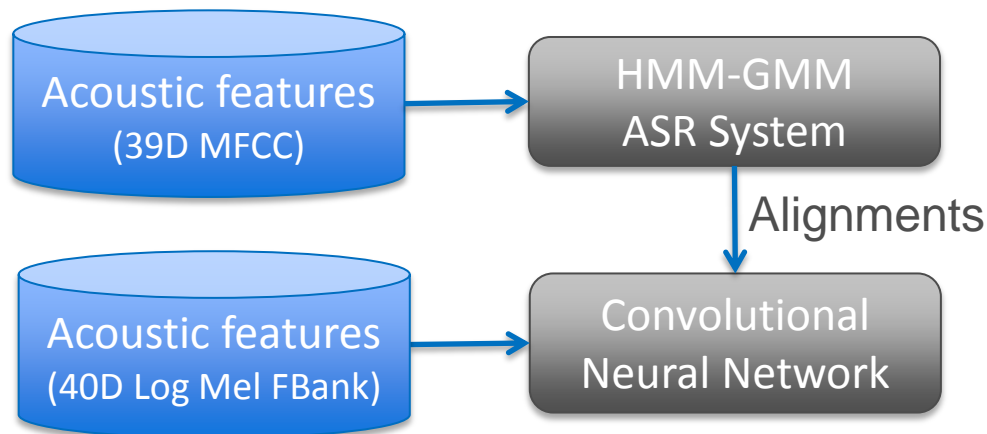 Acoustic features
(39D MFCC)
HMM-GMM
ASR System
Alignments
Acoustic features
(40D Log Mel FBank)
Convolutional
Neural Network